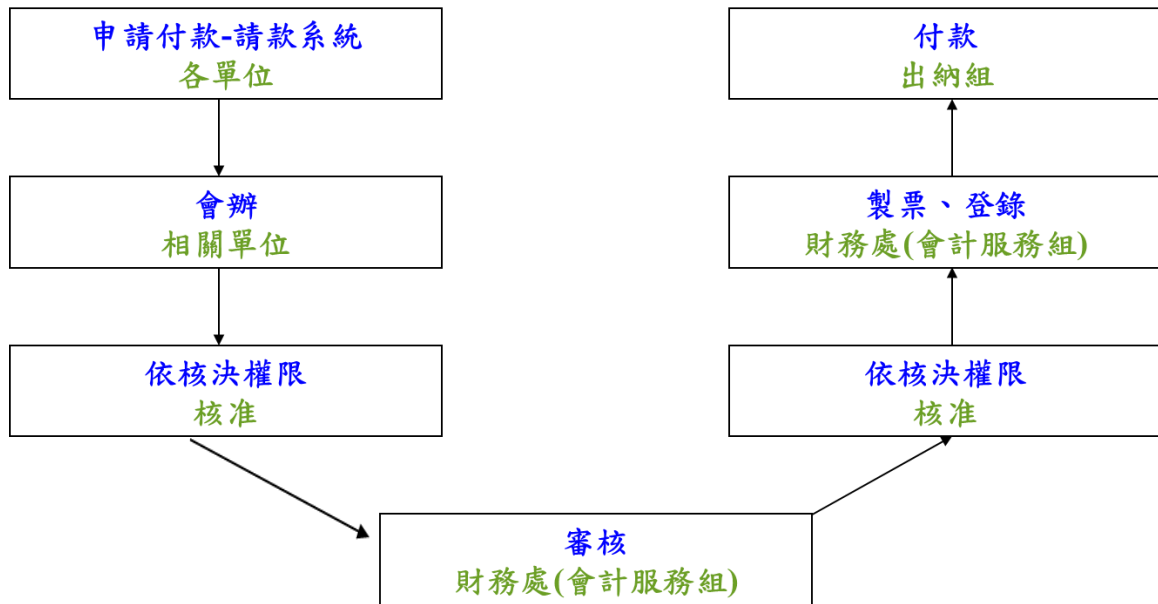 申請付款-請款系統
各單位
會辦
相關單位
依核決權限
核准
審核
財務處(會計服務組)
依核決權限
核准
製票、登錄
財務處(會計服務組)
付款
出納組